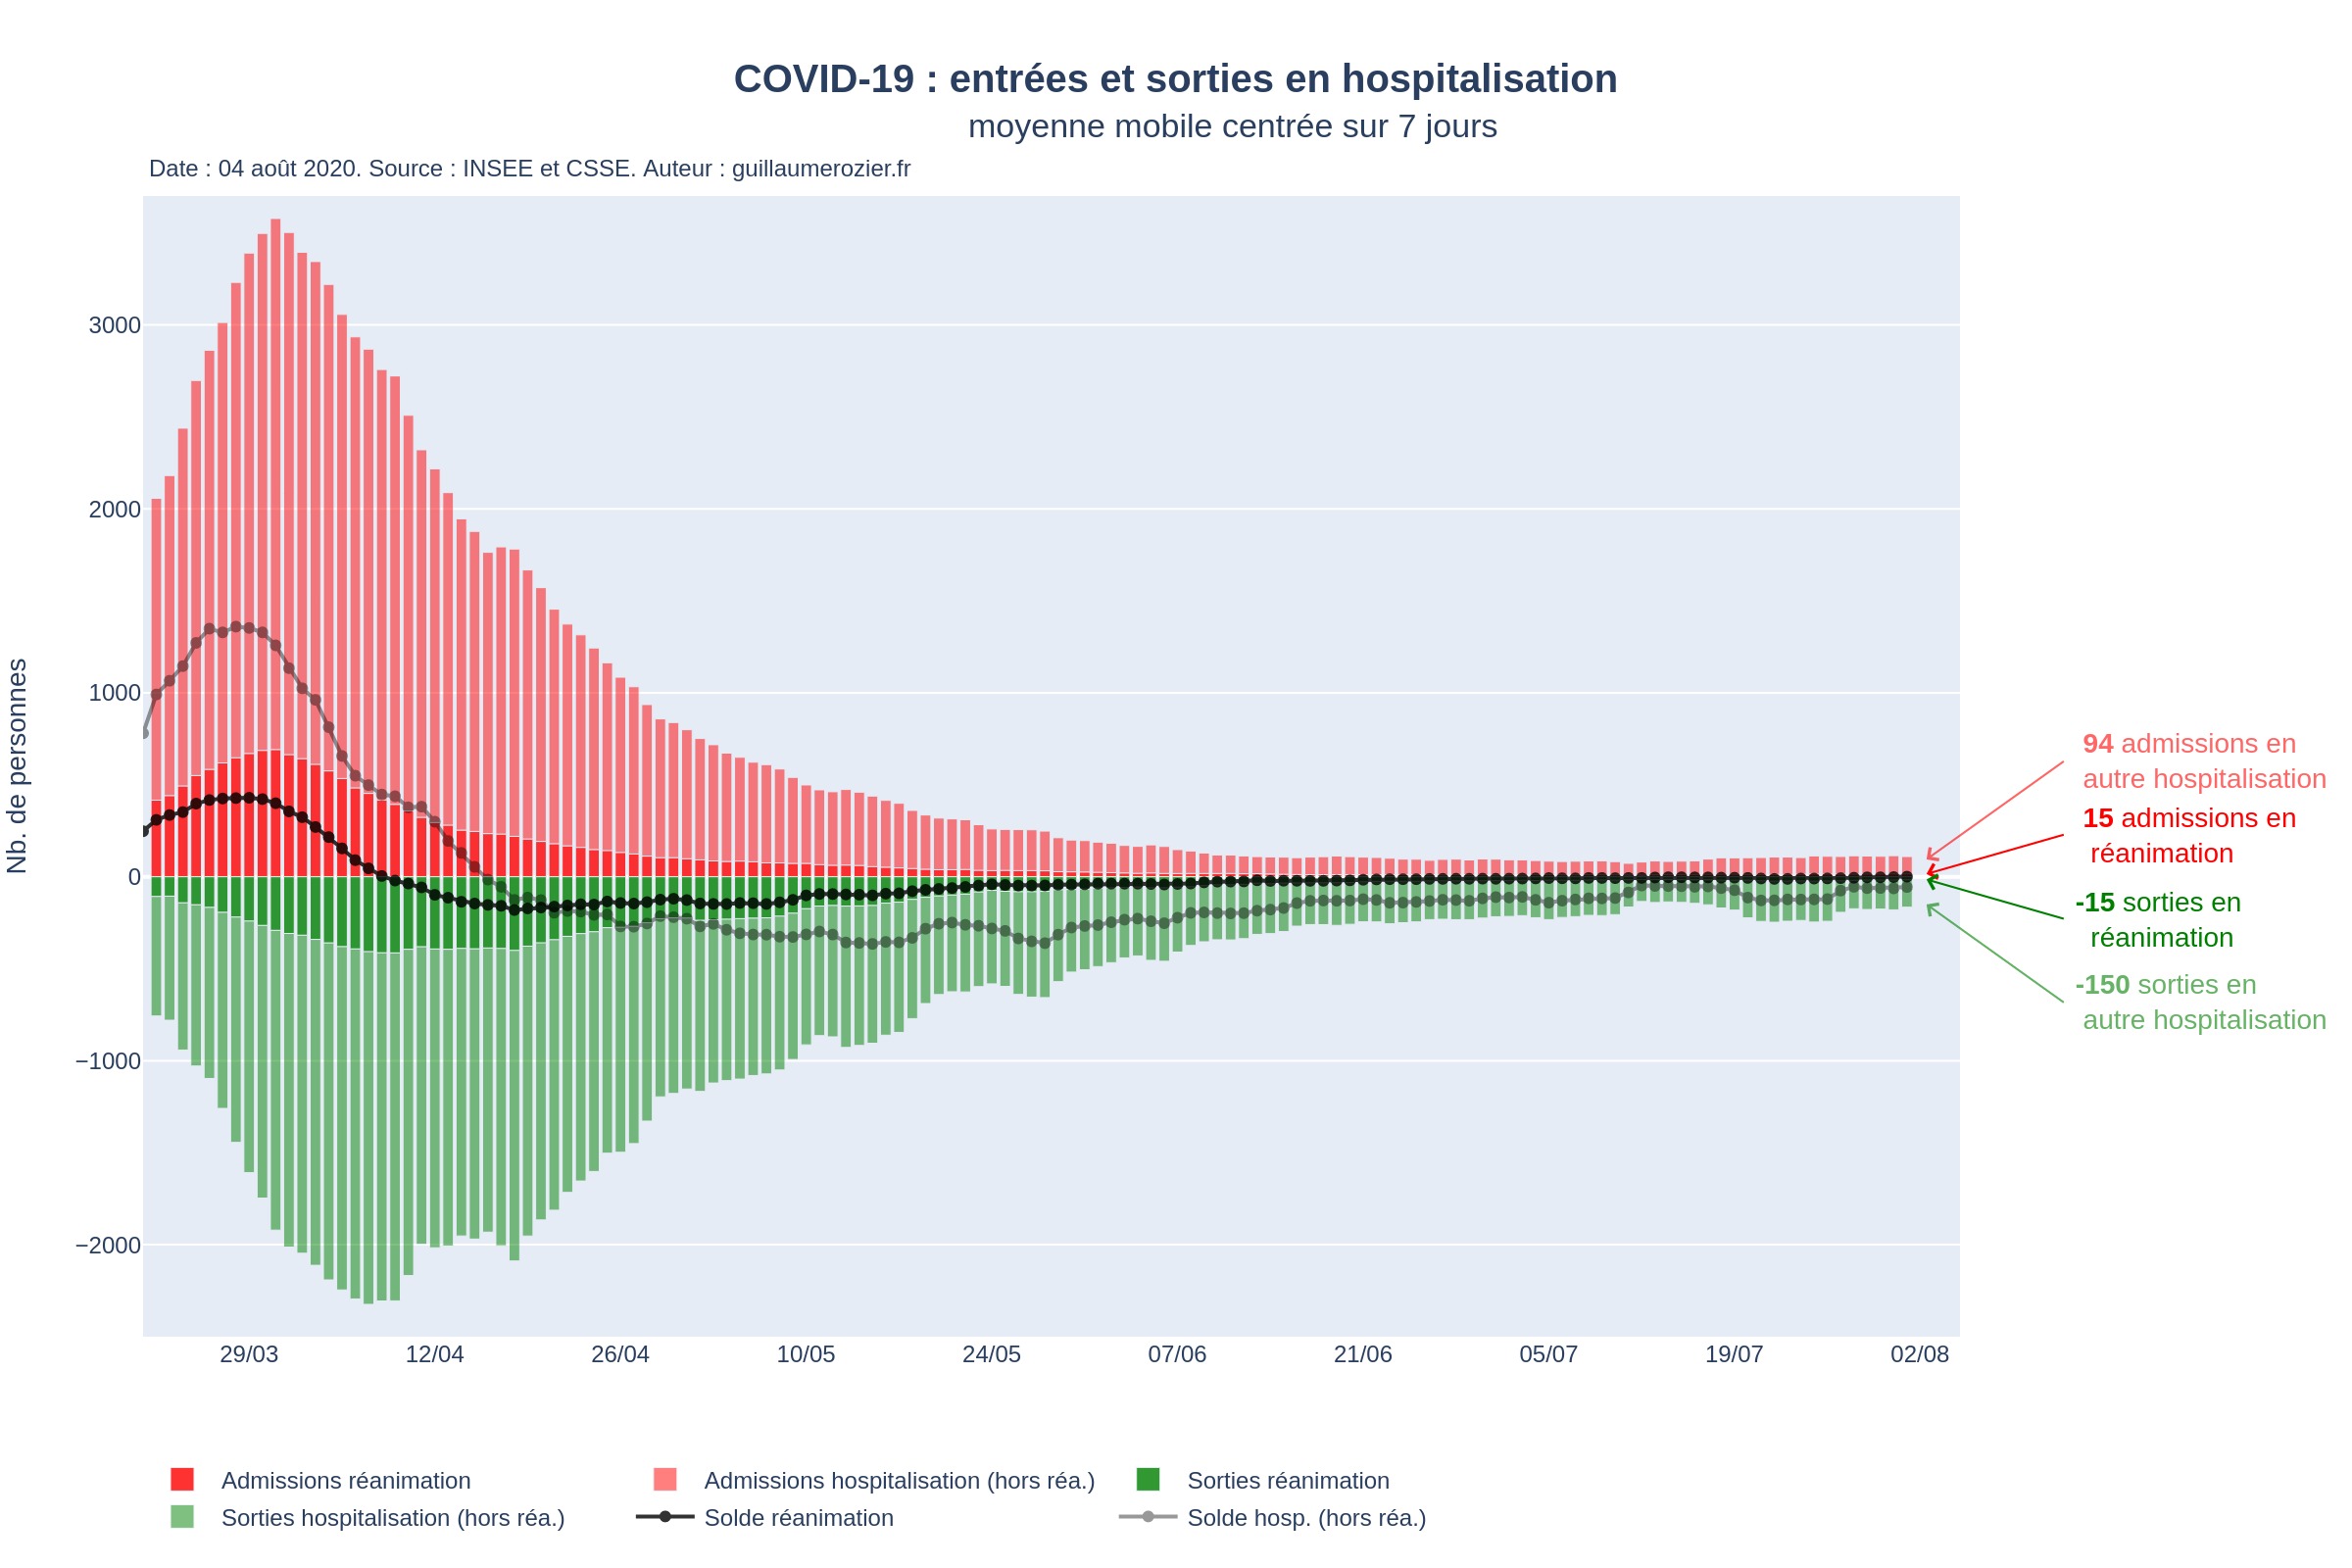 COVID-19 : entrées et sorties en hospitalisation
moyenne mobile centrée sur 7 jours
Date : 04 août 2020. Source : INSEE et CSSE. Auteur : guillaumerozier.fr
Nb. de personnes
3000
2000
1000
0
−1000
−2000
29/03
12/04
26/04
10/05
24/05
07/06
21/06
05/07
19/07
02/08
94 admissions en
autre hospitalisation
15 admissions en
réanimation
-15 sorties en
réanimation
-150 sorties en
autre hospitalisation
Admissions réanimation
Admissions hospitalisation (hors réa.)
Sorties réanimation
Sorties hospitalisation (hors réa.)
Solde réanimation
Solde hosp. (hors réa.)